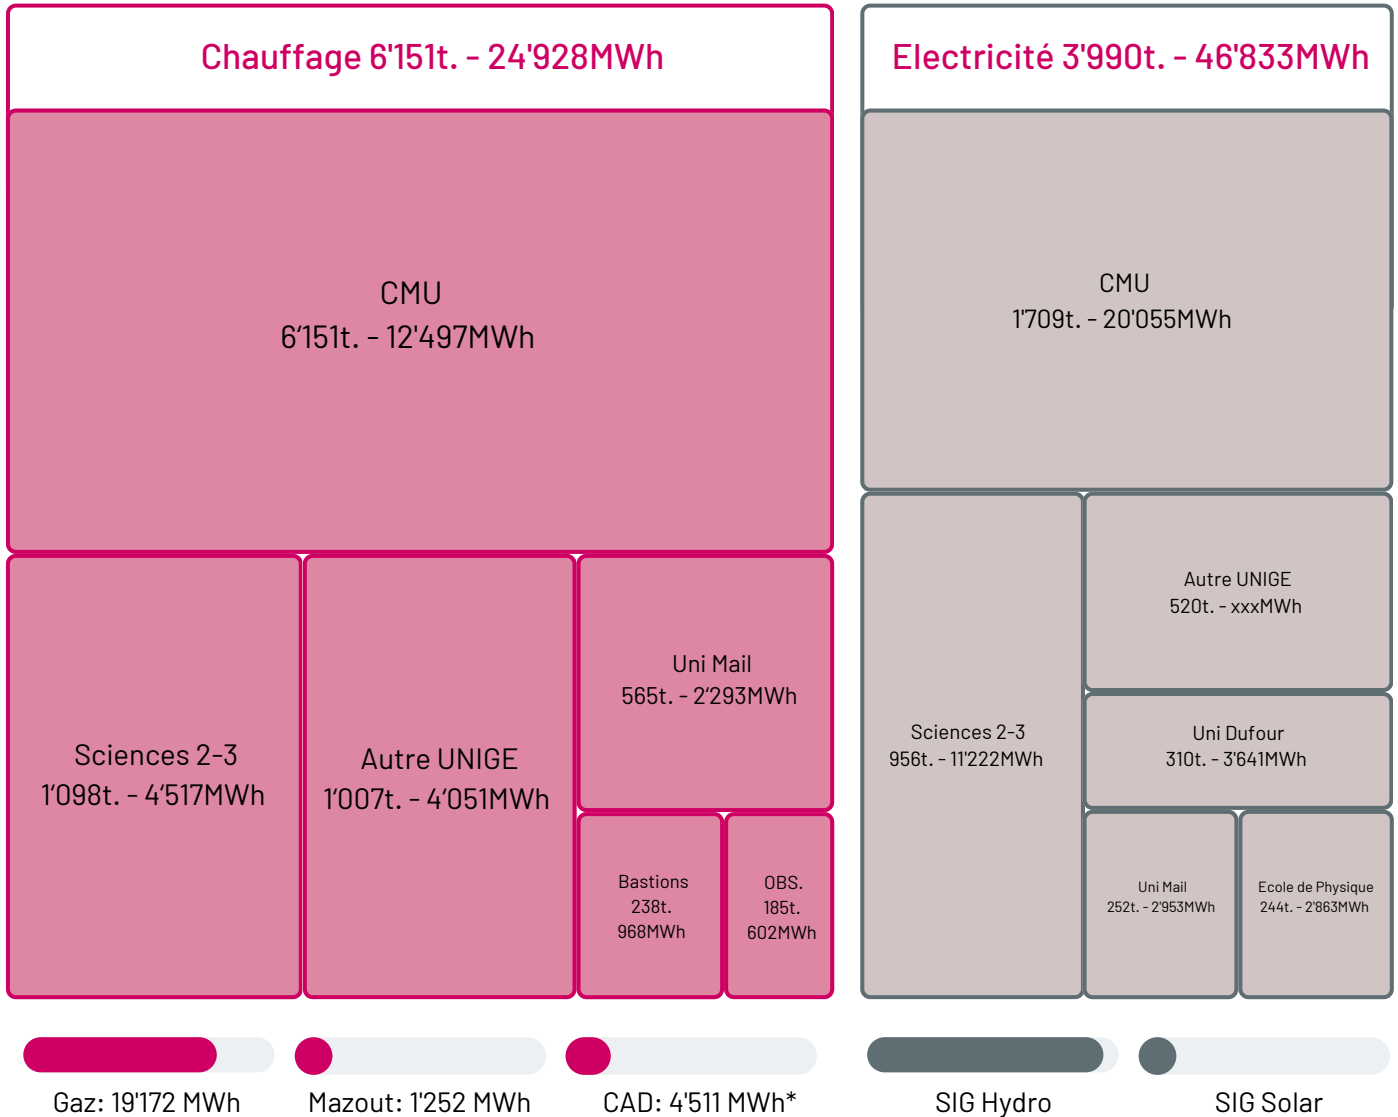 Chauffage 6'151t. - 24'928MWh
CMU
6‘151t. - 12'497MWh
Sciences 2-3
1‘098t. - 4‘517MWh
Autre UNIGE
1‘007t. - 4‘051MWh
Uni Mail
565t. - 2‘293MWh
Bastions
238t.
968MWh
OBS.
185t.
602MWh
Gaz: 19'172 MWh
Mazout: 1'252 MWh
CAD: 4'511 MWh*
Electricité 3'990t. - 46'833MWh
CMU
1'709t. - 20'055MWh
Sciences 2-3
956t. - 11'222MWh
Autre UNIGE
520t. - xxxMWh
Uni Dufour
310t. - 3'641MWh
Uni Mail
252t. - 2'953MWh
Ecole de Physique
244t. - 2'863MWh
SIG Hydro
SIG Solar